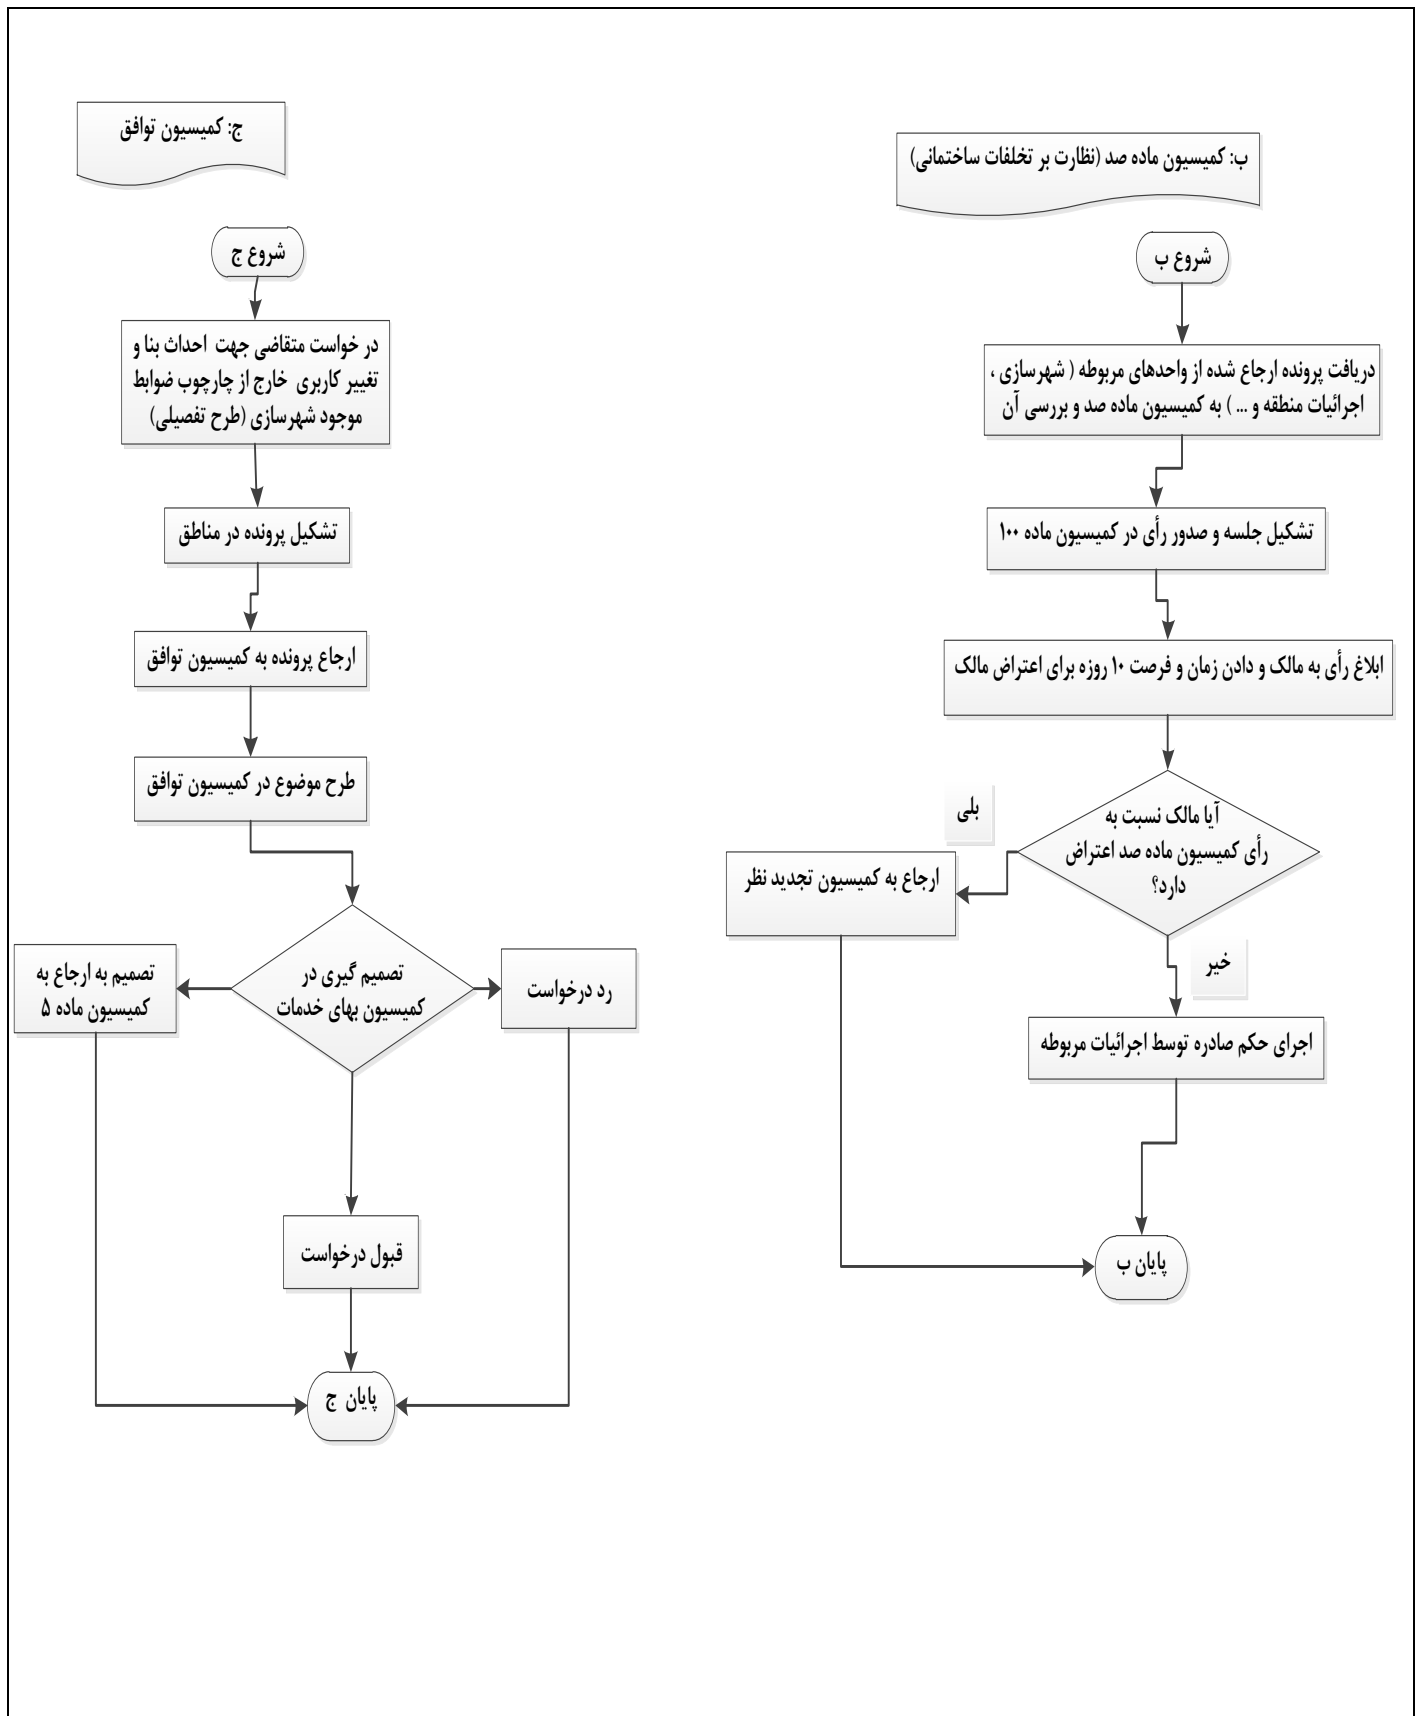 ب: کمیسیون ماده صد (نظارت بر تخلفات ساختمانی)
شروع ب
دریافت پرونده ارجاع شده از واحدهای مربوطه ( شهرسازی ،
اجرائیات منطقه و ... ) به کمیسیون ماده صد و بررسی آن
تشکیل جلسه و صدور رأی در کمیسیون ماده ۱۰۰
ابلاغ رأی به مالک و دادن زمان و فرصت ۱۰ روزه برای اعتراض مالک
آیا مالک نسبت به
رأی کمیسیون ماده صد اعتراض
دارد؟
بلی
ارجاع به کمیسیون تجدید نظر
خیر
اجرای حکم صادره توسط اجرائیات مربوطه
پایان ب
ج: کمیسیون توافق
شروع ج
در خواست متقاضی جهت احداث بنا و
تغییر کاربری خارج از چارچوب ضوابط
موجود شهرسازی (طرح تفصیلی)
تشکیل پرونده در مناطق
ارجاع پرونده به کمیسیون توافق
طرح موضوع در کمیسیون توافق
تصمیم گیری در
کمیسیون بهای خدمات
رد درخواست
تصمیم به ارجاع به
کمیسیون ماده ۵
قبول درخواست
پایان ج